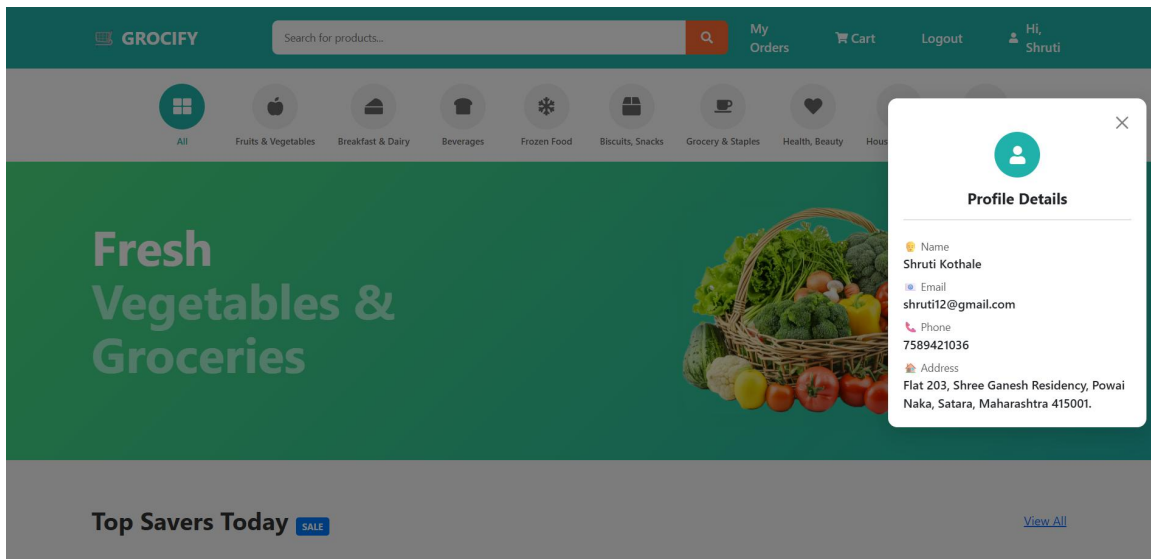 GROCIFY
Search for products...
My
Orders
Cart
Logout
Hi,
Shruti
All
Fruits & Vegetables
Breakfast & Dairy
Beverages
Frozen Food
Biscuits, Snacks
Grocery & Staples
Health, Beauty
Profile Details
Name
Shruti Kothale
Email
shruti12@gmail.com
Phone
7589421036
Address
Flat 203, Shree Ganesh Residency, Powai
Naka, Satara, Maharashtra 415001.
Fresh
Vegetables &
Groceries
Top Savers Today SALE
View All